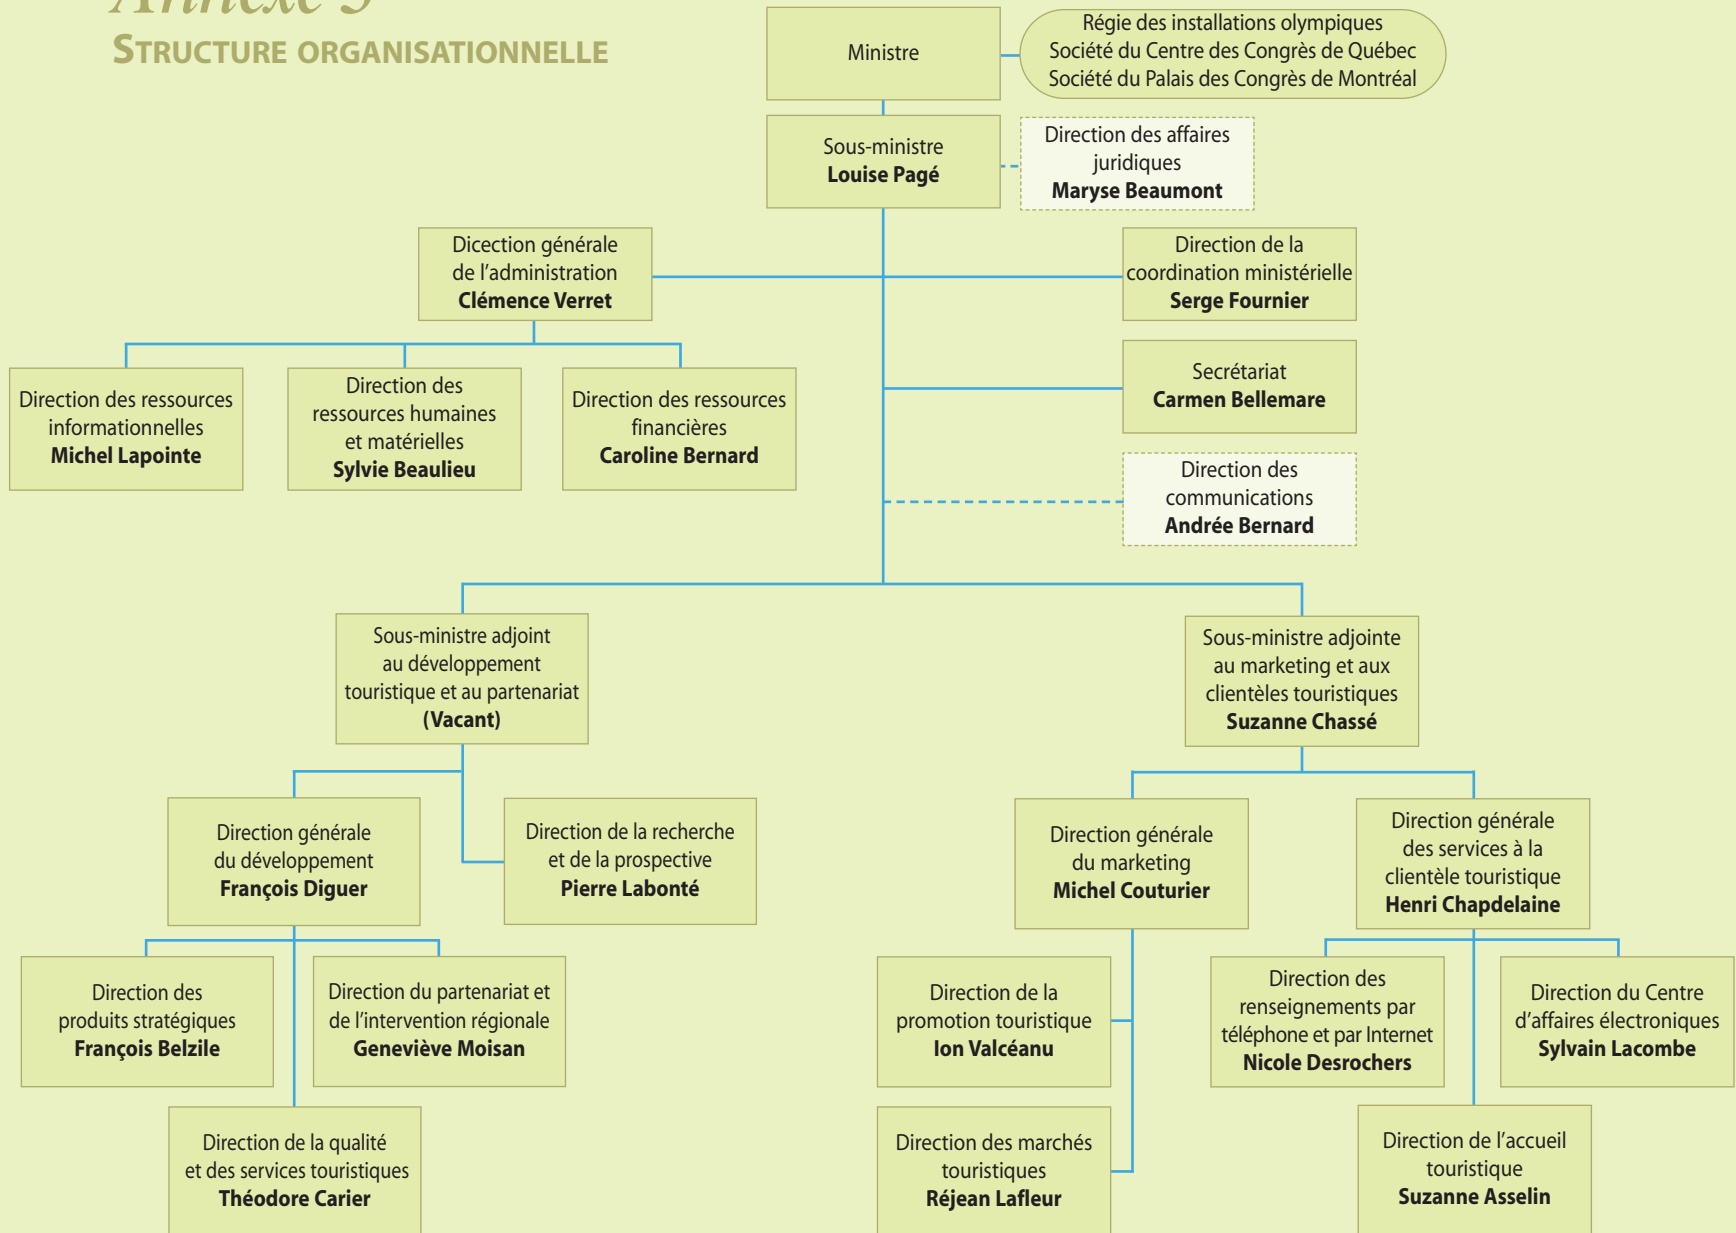 Annexe 3
STRUCTURE ORGANISATIONNELLE
Ministre
Régie des installations olympiques
Société du Centre des Congrès de Québec
Société du Palais des Congrès de Montréal
Sous-ministre
Louise Pagé
Direction des affaires
juridiques
Maryse Beaumont
Dicection générale
de l'administration
Clémence Verret
Direction de la
coordination ministérielle
Serge Fournier
Direction des ressources
informationnelles
Michel Lapointe
Direction des
ressources humaines
et matérielles
Sylvie Beaulieu
Direction des ressources
financières
Caroline Bernard
Secrétariat
Carmen Bellemare
Direction des
communications
Andrée Bernard
Sous-ministre adjoint
au développement
touristique et au partenariat
(Vacant)
Sous-ministre adjointe
au marketing et aux
clientèles touristiques
Suzanne Chassé
Direction générale
du développement
François Diguer
Direction de la recherche
et de la prospective
Pierre Labonté
Direction générale
du marketing
Michel Couturier
Direction générale
des services à la
clientèle touristique
Henri Chapdelaine
Direction des
produits stratégiques
François Belzile
Direction du partenariat et
de l'intervention régionale
Geneviève Moisan
Direction de la
promotion touristique
Ion Valcéanu
Direction des
renseignements par
téléphone et par Internet
Nicole Desrochers
Direction du Centre
d'affaires électroniques
Sylvain Lacombe
Direction de la qualité
et des services touristiques
Théodore Carier
Direction des marchés
touristiques
Réjean Lafleur
Direction de l'accueil
touristique
Suzanne Asselin